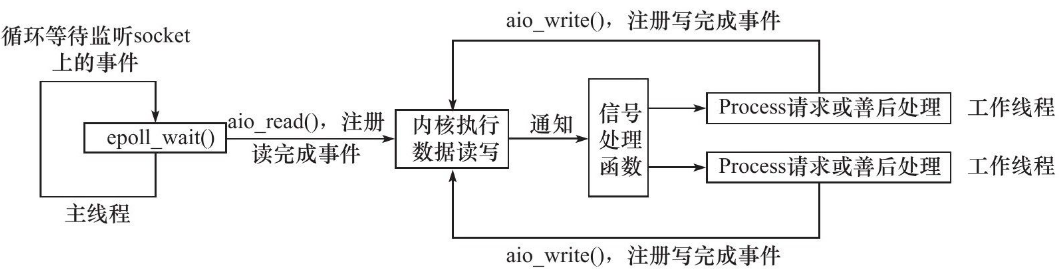 循环等待监听socket
上的事件
epoll_wait()
主线程
aio_read()，注册
读完成事件
aio_write()，注册写完成事件
内核执行
数据读写
通知
信号
处理
函数
Process请求或善后处理
工作线程
Process请求或善后处理
工作线程
aio_write()，注册写完成事件